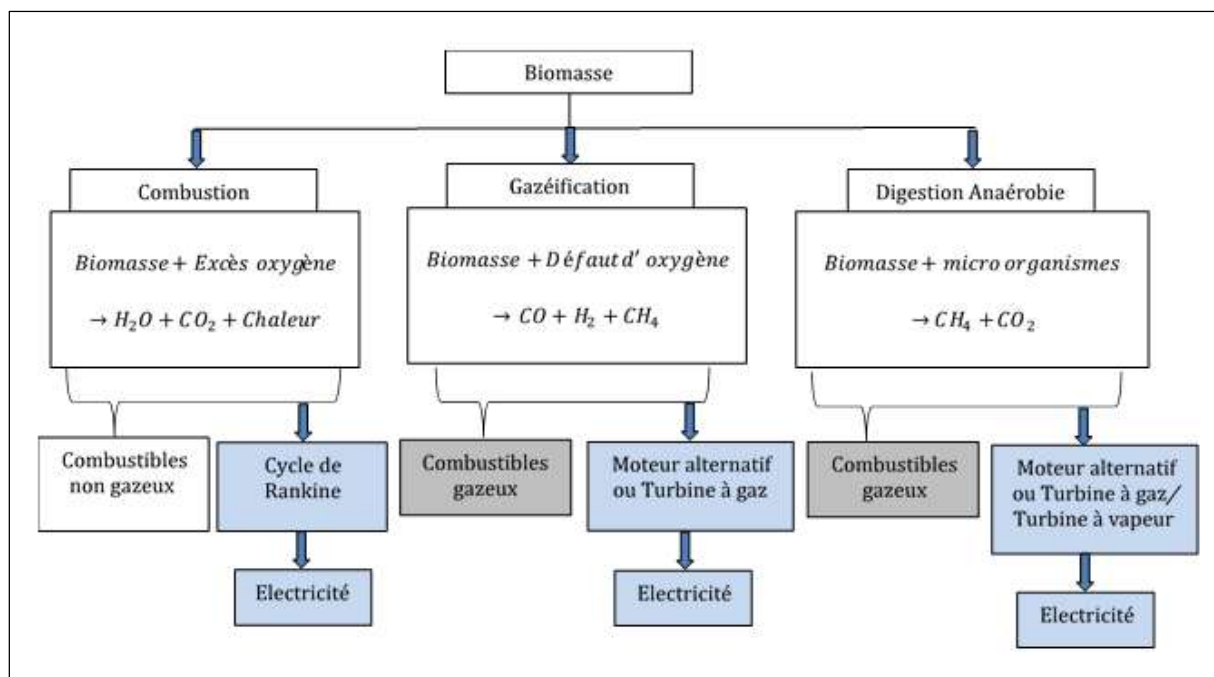 Biomasse
Combustion
Biomasse + Excès oxygène
→ H₂O + CO₂ + Chaleur
Combustibles
non gazeux
Cycle de
Rankine
Electricité
Gazéification
Biomasse + Défaut d' oxygène
→ CO + H₂ + CH₄
Combustibles
gazeux
Moteur alternatif
ou Turbine à gaz
Electricité
Digestion Anaérobie
Biomasse + micro organismes
→ CH₄ + CO₂
Combustibles
gazeux
Moteur alternatif
ou Turbine à gaz/
Turbine à vapeur
Electricité